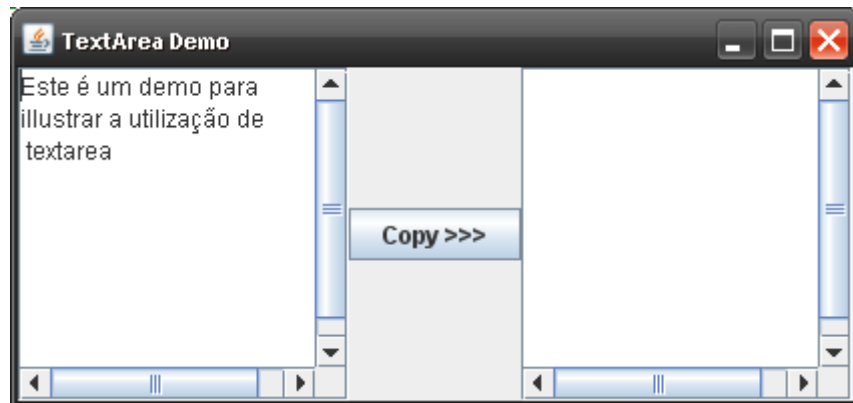 TextArea Demo
Este é um demo para
illustrar a utilização de
textarea
Copy >>>